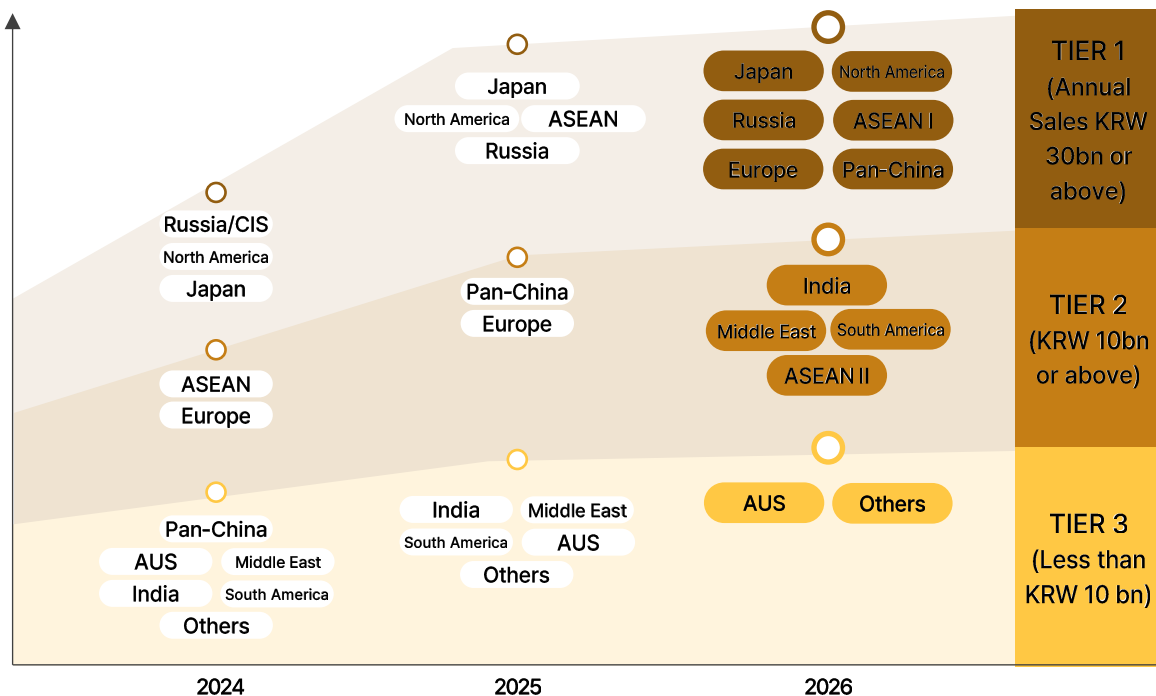 Russia/CIS
North America
Japan
ASEAN
Europe
Pan-China
AUS Middle East
India South America
Others
2024
Japan
North America ASEAN
Russia
Pan-China
Europe
India Middle East
South America AUS
Others
2025
Japan North America
Russia ASEAN I
Europe Pan-China
India
Middle East South America
ASEAN II
AUS Others
2026
TIER 1
(Annual
Sales KRW
30bn or
above)
TIER 2
(KRW 10bn
or above)
TIER 3
(Less than
KRW 10 bn)